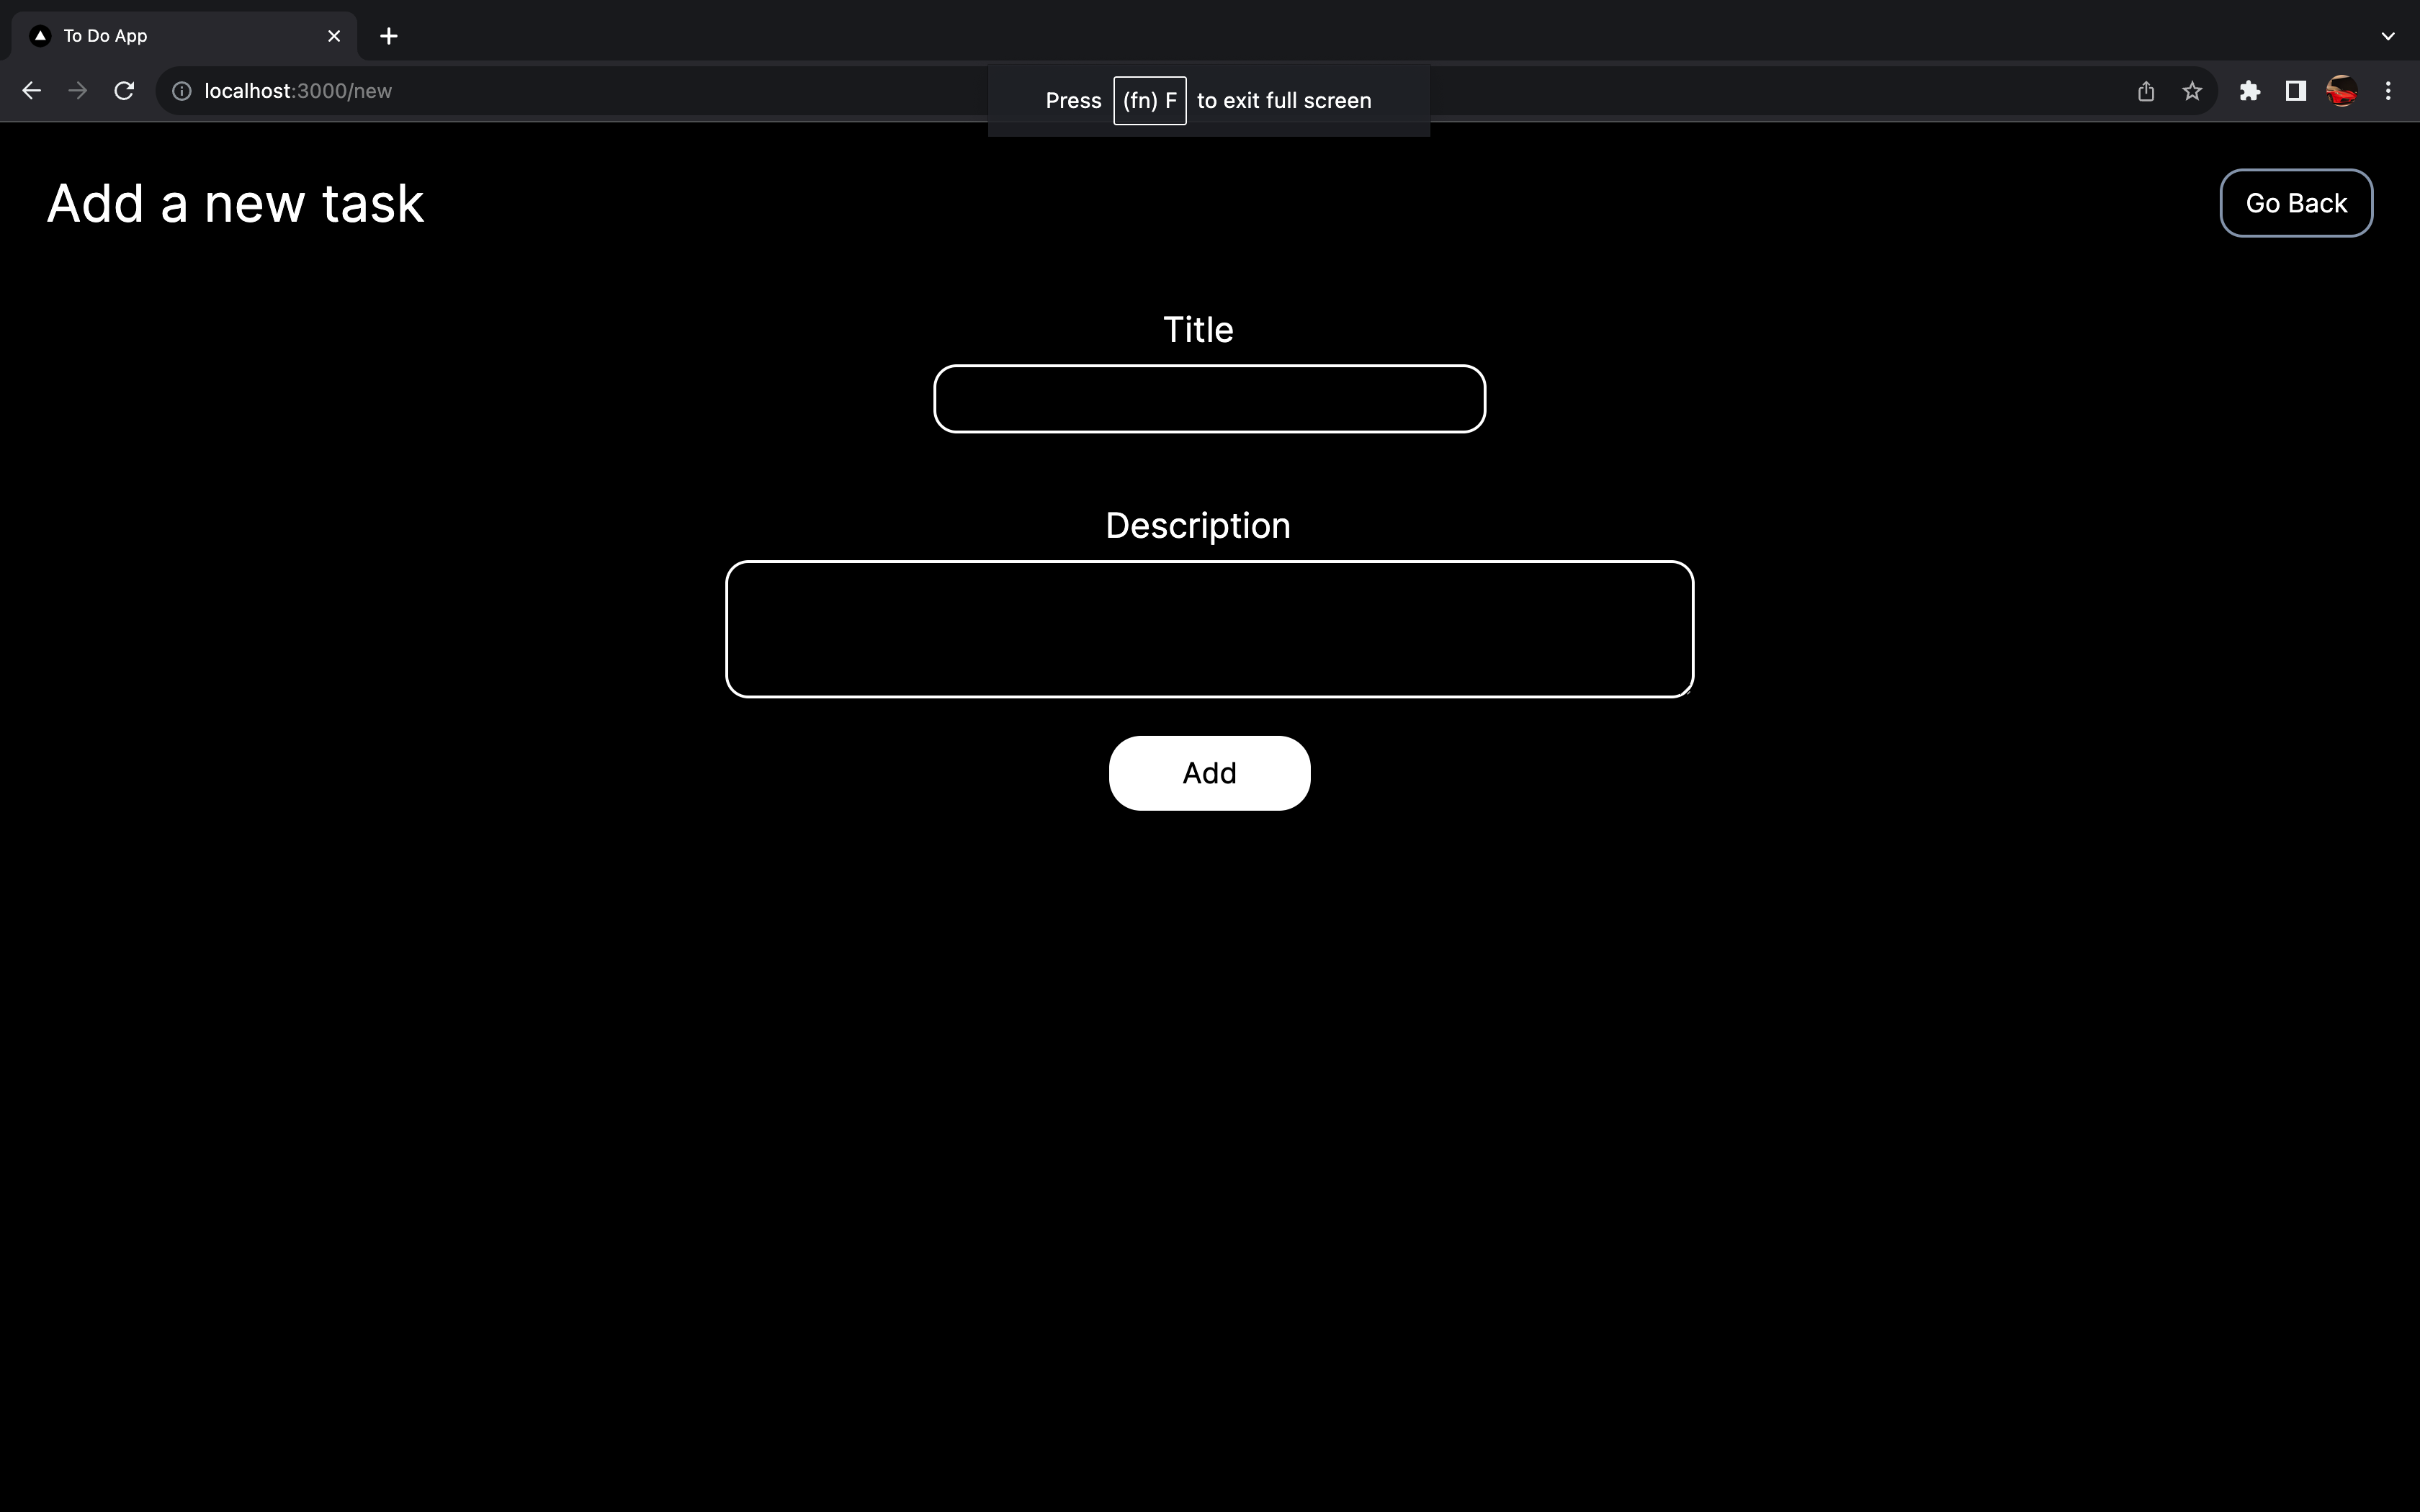 To Do App
localhost:3000/new
Press (fn) F to exit full screen
Add a new task
Go Back
Title
Description
Add